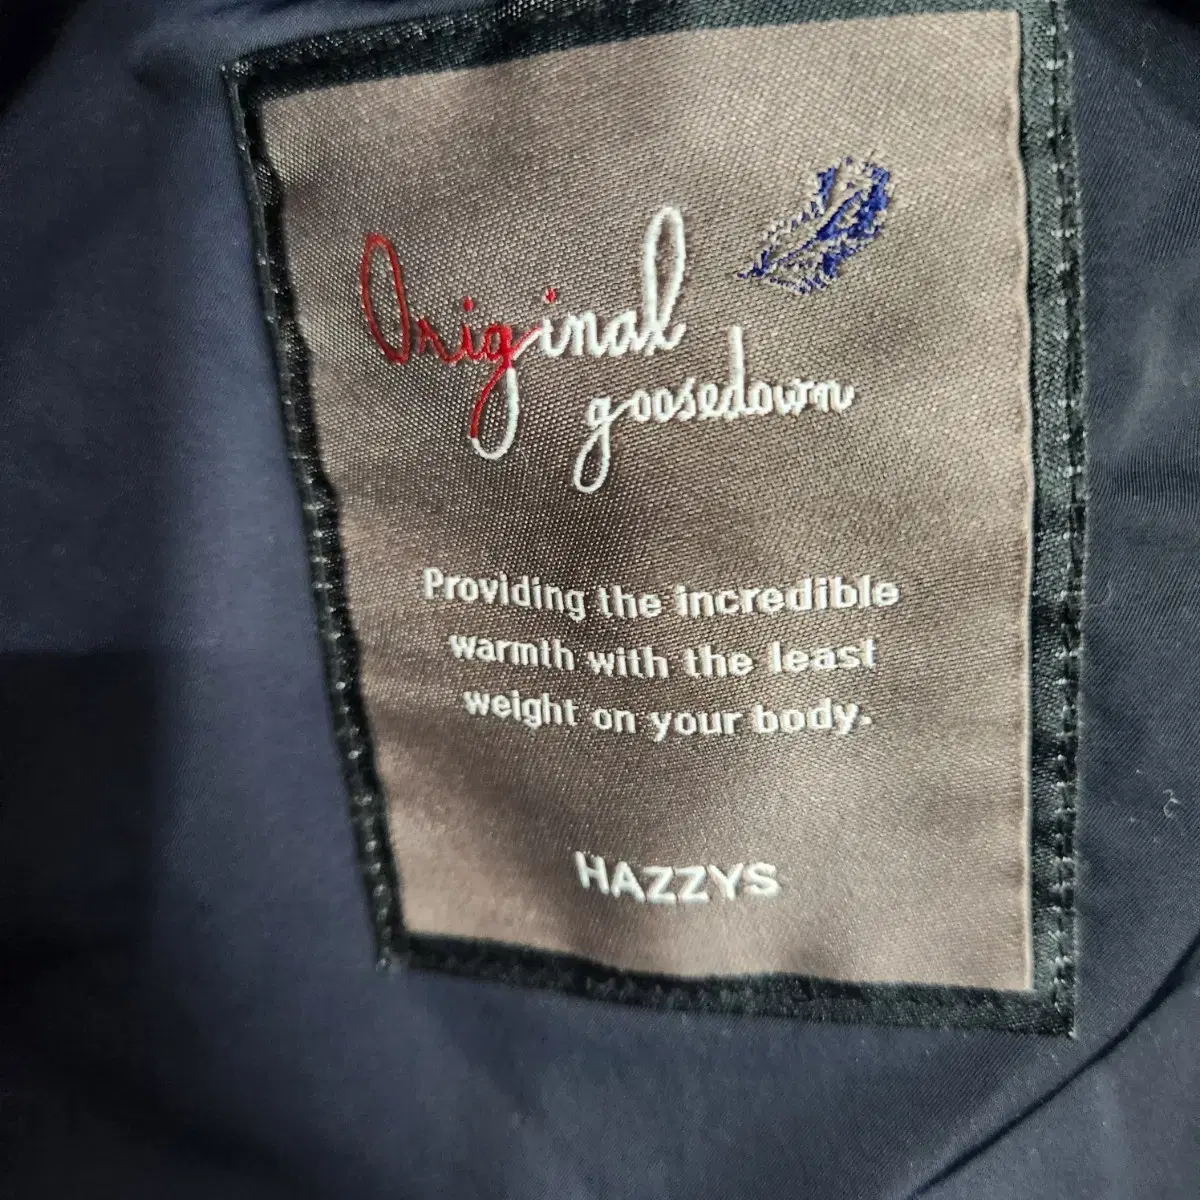 Original
goosedown
Providing the incredible
warmth with the least
weight on your body.
HAZZYS